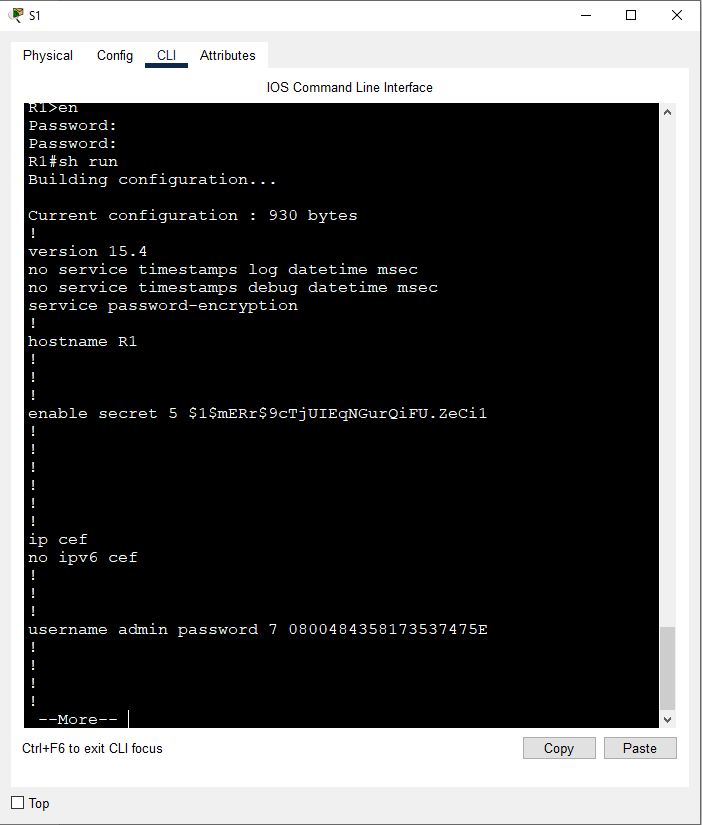 S1
Physical Config CLI Attributes
IOS Command Line Interface
R1>en
Password:
Password:
R1#sh run
Building configuration...
Current configuration : 930 bytes
!
version 15.4
no service timestamps log datetime msec
no service timestamps debug datetime msec
service password-encryption
!
hostname R1
!
!
!
enable secret 5 $1$mERr$9cTjUIEqNGurQiFU.ZeCi1
!
!
!
!
!
!
ip cef
no ipv6 cef
!
!
!
username admin password 7 0800484358173537475E
!
!
!
!
--More--
Ctrl+F6 to exit CLI focus
Copy Paste
Top